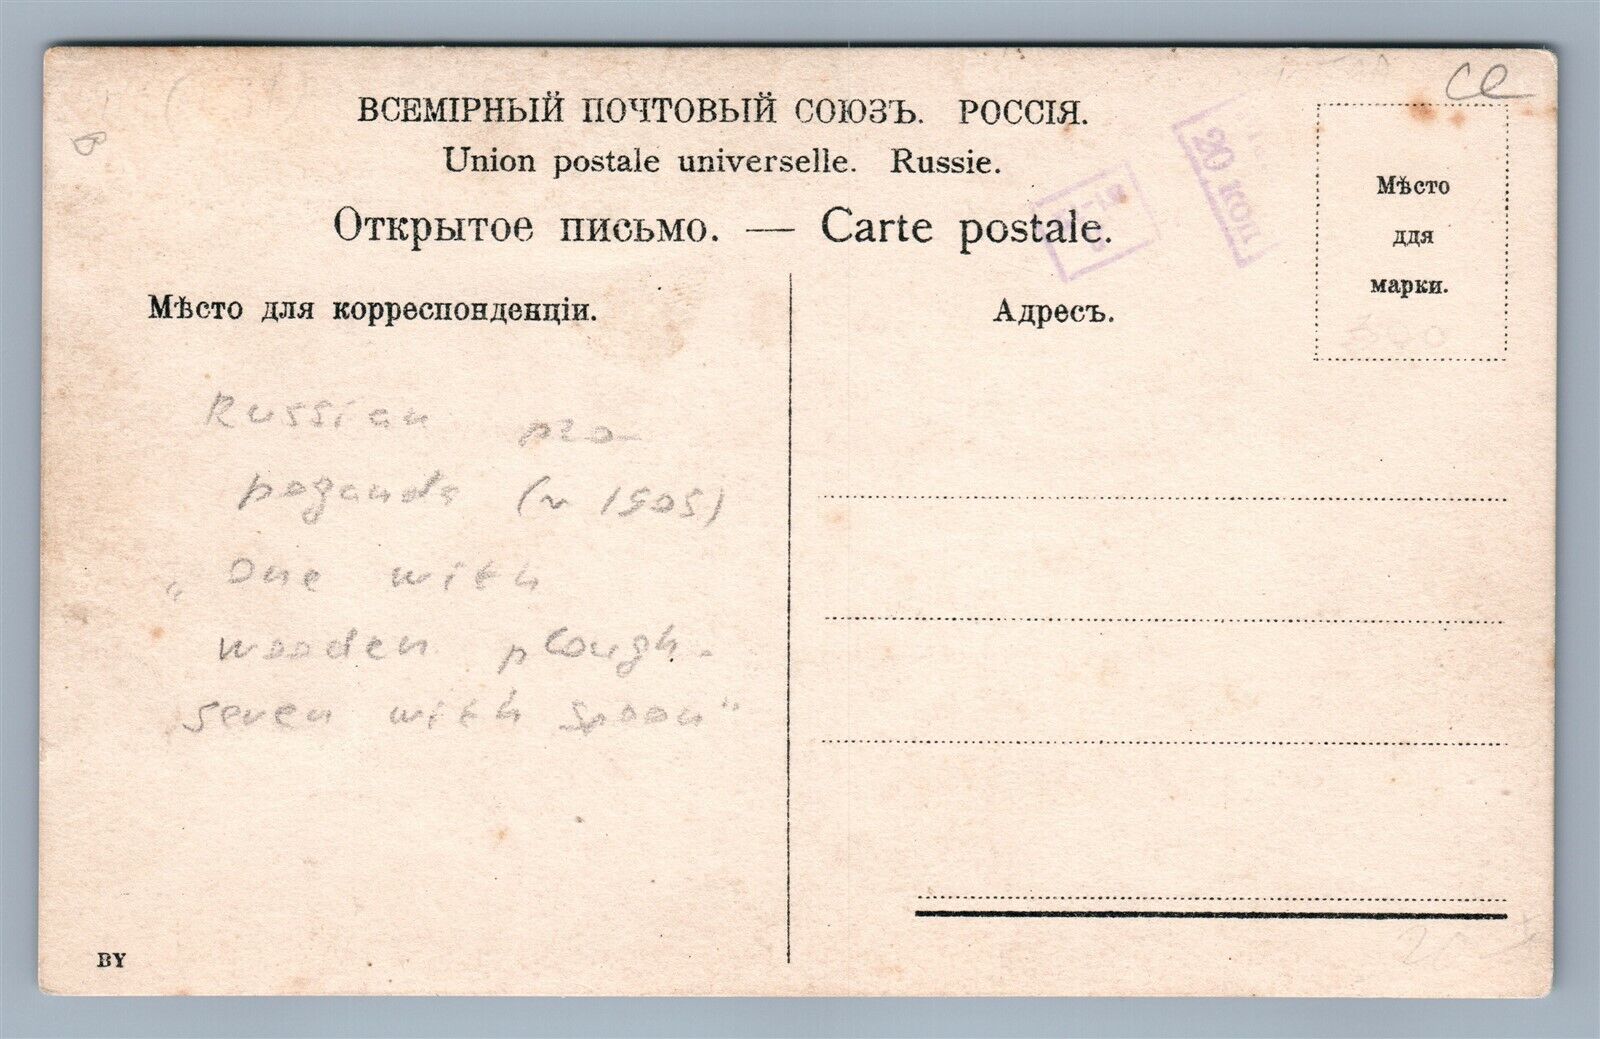 ВСЕМІРНЫЙ ПОЧТОВЫЙ СОЮЗЪ. РОССІЯ.
Union postale universelle. Russie.
Открытое письмо. — Carte postale.
Мѣсто для корреспонденціи.
Адресъ.
Мѣсто
ддя
марки.
20 КОП
Russian pro-
paganda (~ 1905)
„One with
wooden plough -
seven with spoon"
BY